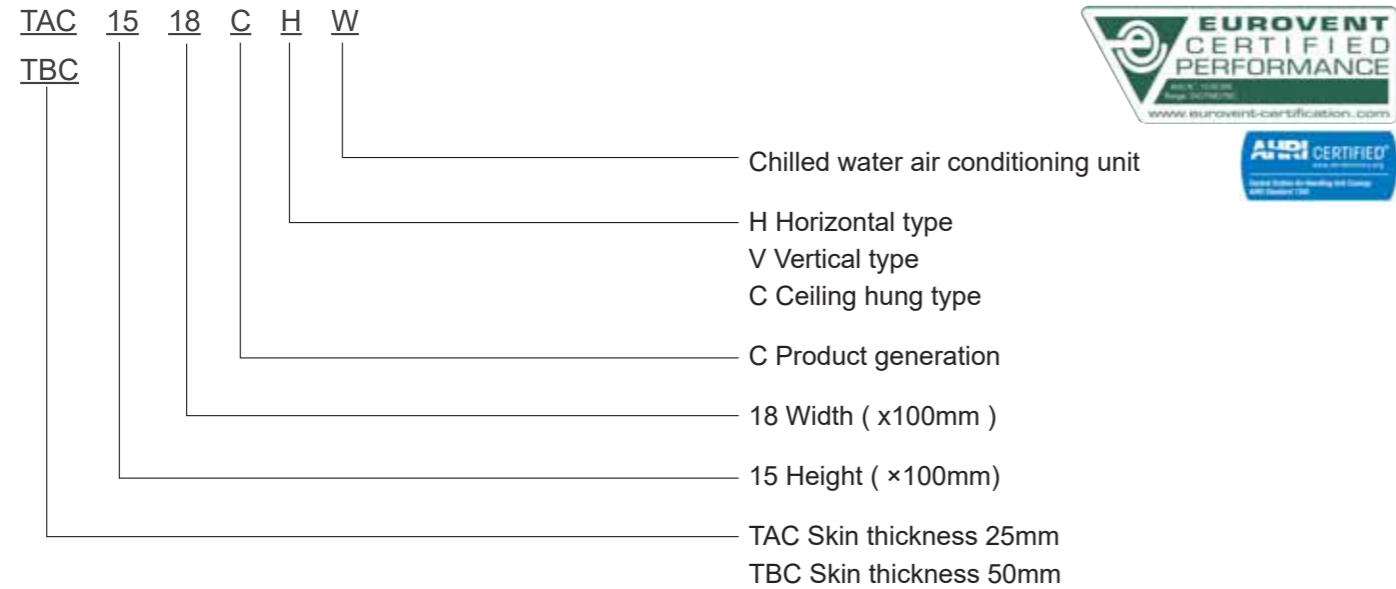 TAC 15 18 C H W
TBC
EUROVENT
CERTIFIED
PERFORMANCE
www.eurovent-certification.com
AHRI CERTIFIED
Chilled water air conditioning unit
H Horizontal type
V Vertical type
C Ceiling hung type
C Product generation
18 Width ( x100mm )
15 Height ( ×100mm)
TAC Skin thickness 25mm
TBC Skin thickness 50mm